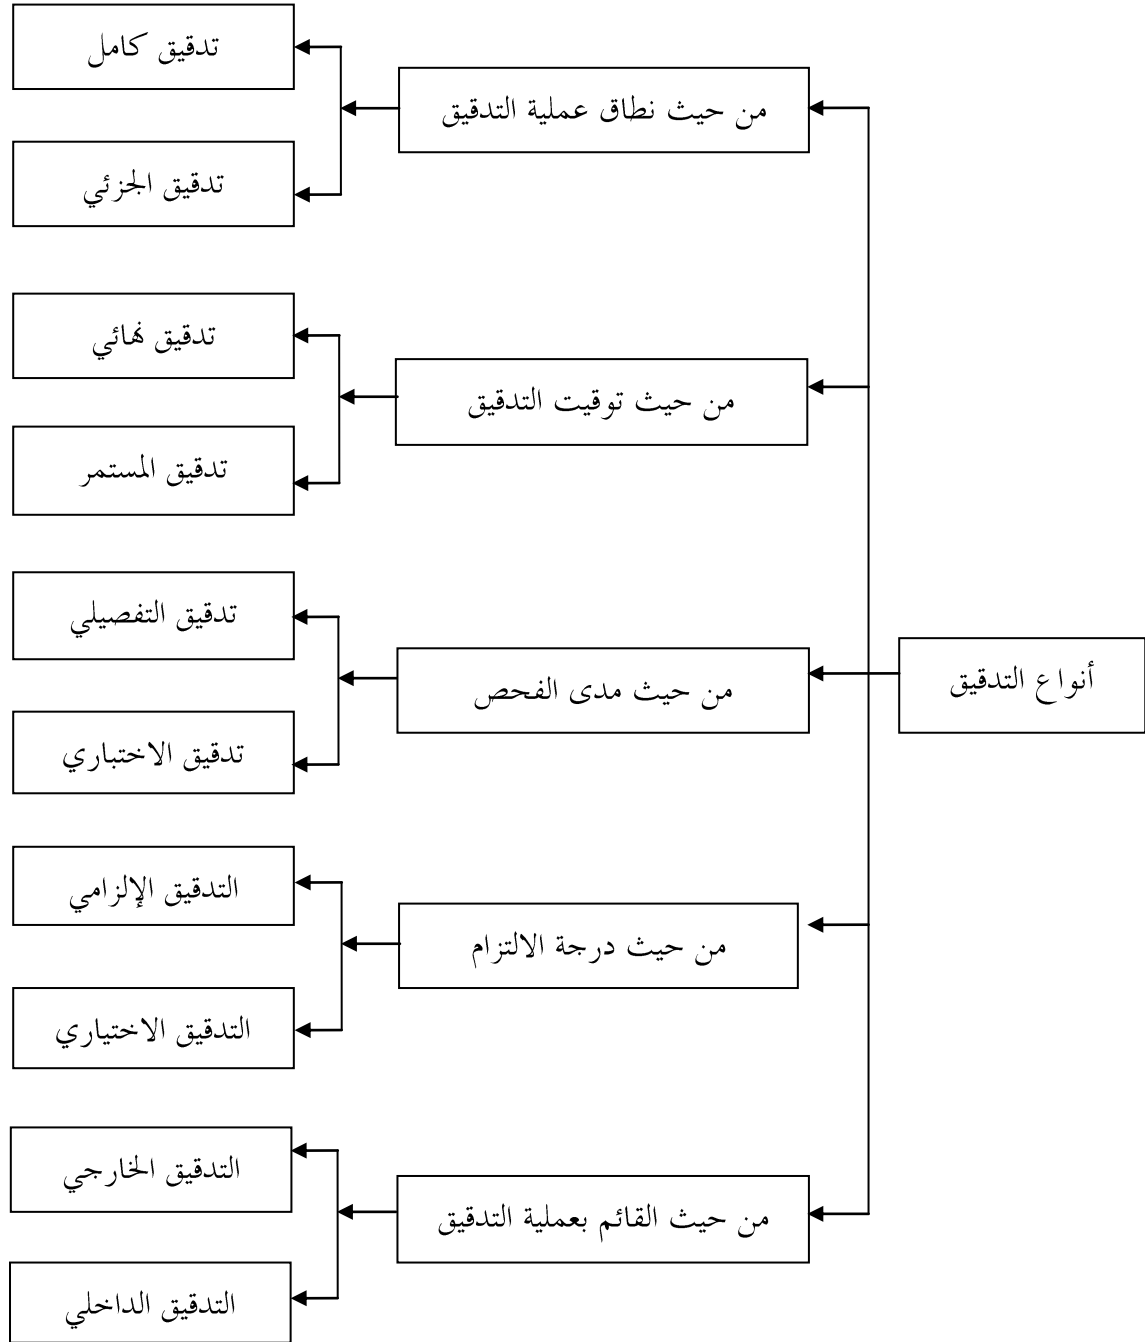 أنواع التدقيق
من حيث نطاق عملية التدقيق
تدقيق كامل
تدقيق الجزئي
من حيث توقيت التدقيق
تدقيق نهائي
تدقيق المستمر
من حيث مدى الفحص
تدقيق التفصيلي
تدقيق الاختباري
من حيث درجة الالتزام
التدقيق الإلزامي
التدقيق الاختياري
من حيث القائم بعملية التدقيق
التدقيق الخارجي
التدقيق الداخلي